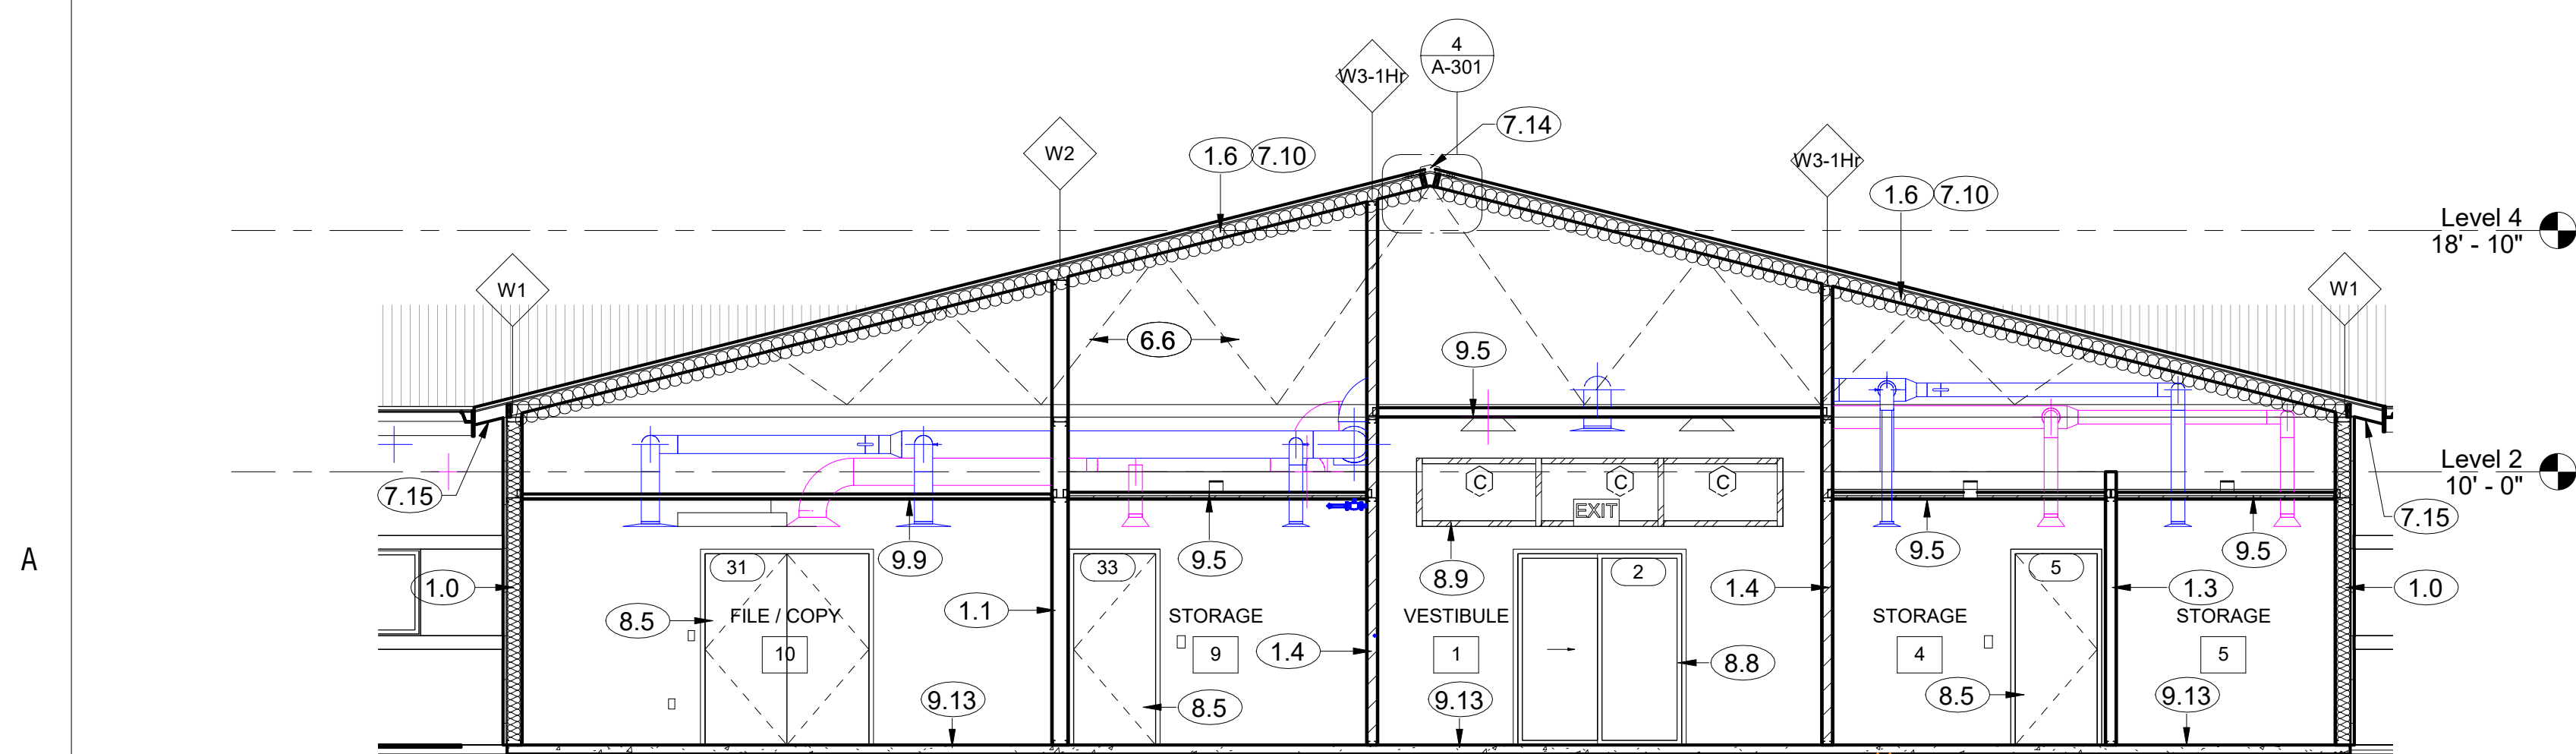 4
A-301
W3-1Hr
7.14
W2
1.6
7.10
W3-1Hr
1.6
7.10
Level 4
18' - 10"
W1
W1
6.6
9.5
Level 2
10' - 0"
7.15
7.15
C
C
C
EXIT
A
1.0
31
9.9
33
9.5
8.9
2
9.5
5
9.5
1.0
8.5
FILE / COPY
10
1.1
STORAGE
9
1.4
VESTIBULE
1
1.4
8.8
STORAGE
4
1.3
STORAGE
5
9.13
8.5
9.13
8.5
9.13